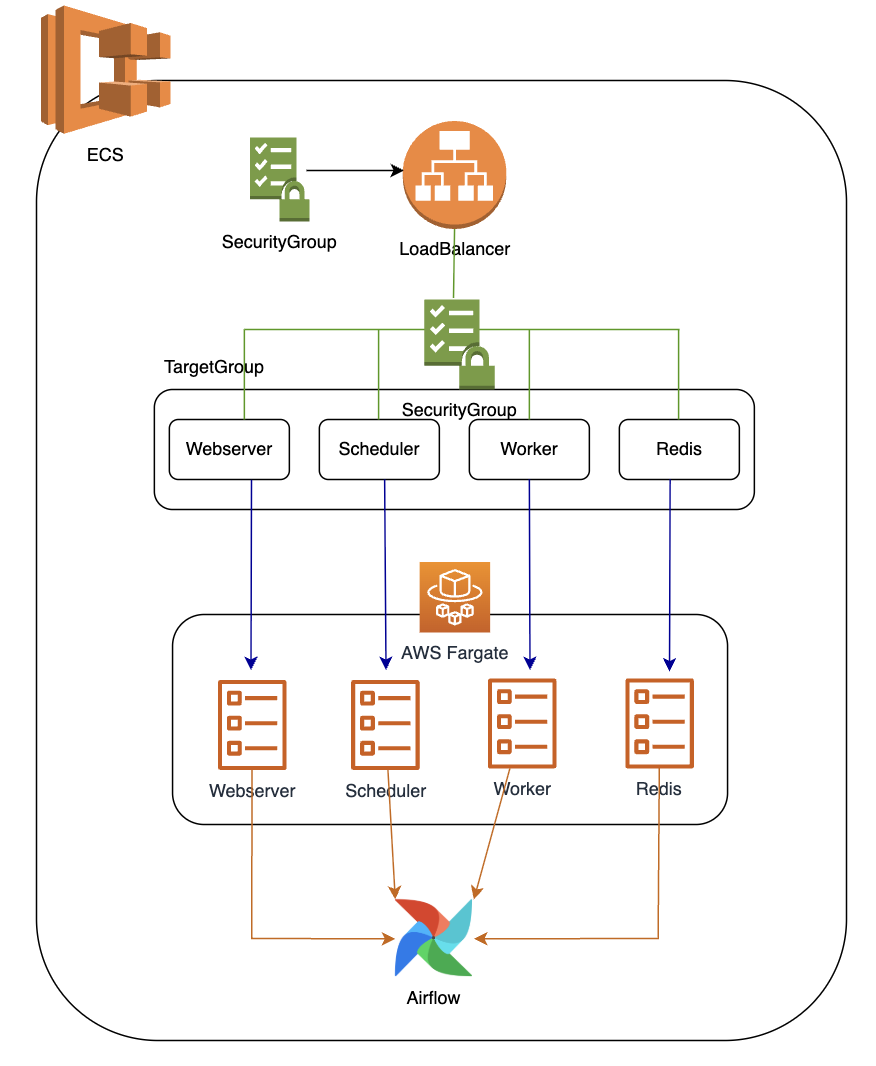 ECS
SecurityGroup
LoadBalancer
TargetGroup
SecurityGroup
Webserver
Scheduler
Worker
Redis
AWS Fargate
Webserver
Scheduler
Worker
Redis
Airflow